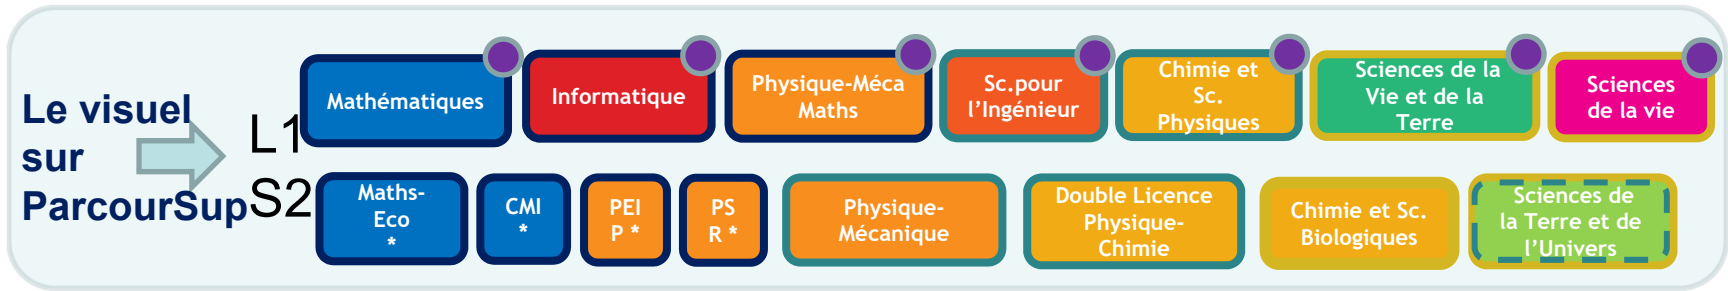 Le visuel
sur
ParcourSup
L1
S2
Mathématiques
Informatique
Physique-Méca
Maths
Sc.pour
l'Ingénieur
Chimie et
Sc.
Physiques
Sciences de la
Vie et de la
Terre
Sciences
de la vie
Maths-
Eco
*
CMI
*
PEI
P *
PS
R *
Physique-
Mécanique
Double Licence
Physique-
Chimie
Chimie et Sc.
Biologiques
Sciences de
la Terre et de
l'Univers